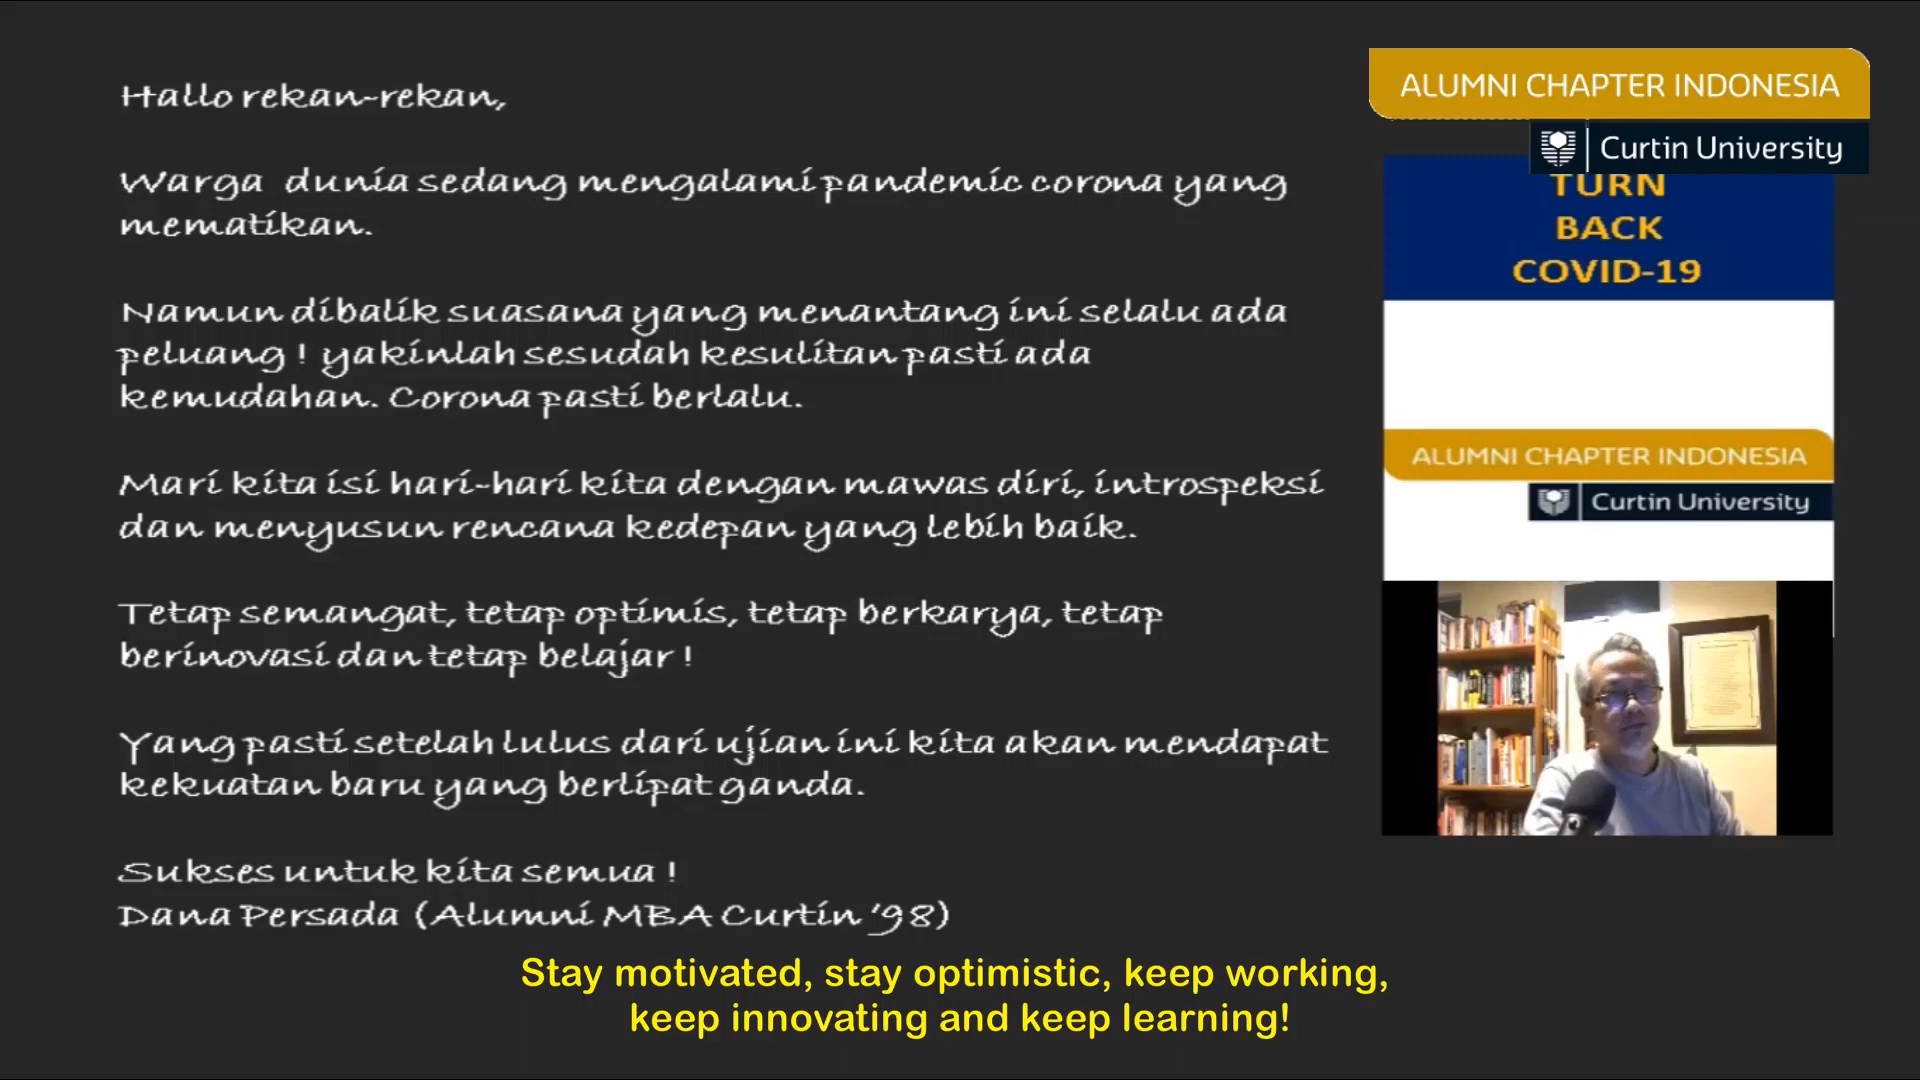 Hallo rekan-rekan,
Warga dunia sedang mengalami pandemic corona yang
mematikan.
Namun dibalik suasana yang menantang ini selalu ada
peluang ! yakinlah sesudah kesulitan pasti ada
kemudahan. Corona pasti berlalu.
Mari kita isi hari-hari kita dengan mawas diri, introspeksi
dan menyusun rencana kedepan yang lebih baik.
Tetap semangat, tetap optimis, tetap berkarya, tetap
berinovasi dan tetap belajar !
Yang pasti setelah lulus dari ujian ini kita akan mendapat
kekuatan baru yang berlipat ganda.
Sukses untuk kita semua !
Dana Persada (Alumni MBA Curtin '98)
ALUMNI CHAPTER INDONESIA
Curtin University
TURN
BACK
COVID-19
ALUMNI CHAPTER INDONESIA
Curtin University
Stay motivated, stay optimistic, keep working,
keep innovating and keep learning!